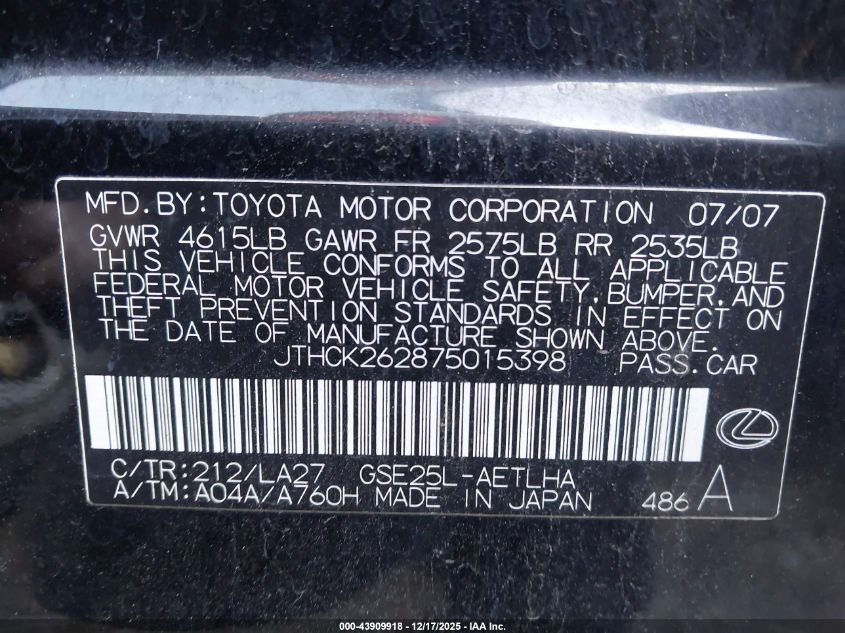 MFD.BY:TOYOTA MOTOR CORPORATION 07/07
GVWR 4615LB GAWR FR 2575LB RR 2535LB
THIS VEHICLE CONFORMS TO ALL APPLICABLE
FEDERAL MOTOR VEHICLE SAFETY,BUMPER,AND
THEFT PREVENTION STANDARDS IN EFFECT ON
THE DATE OF MANUFACTURE SHOWN ABOVE.
JTHCK262875015398 PASS.CAR
C/TR:212/LA27 GSE25L-AETLHA
A/TM:A04A/A760H MADE IN JAPAN 486 A
000-43909918 - 12/17/2025 - IAA Inc.